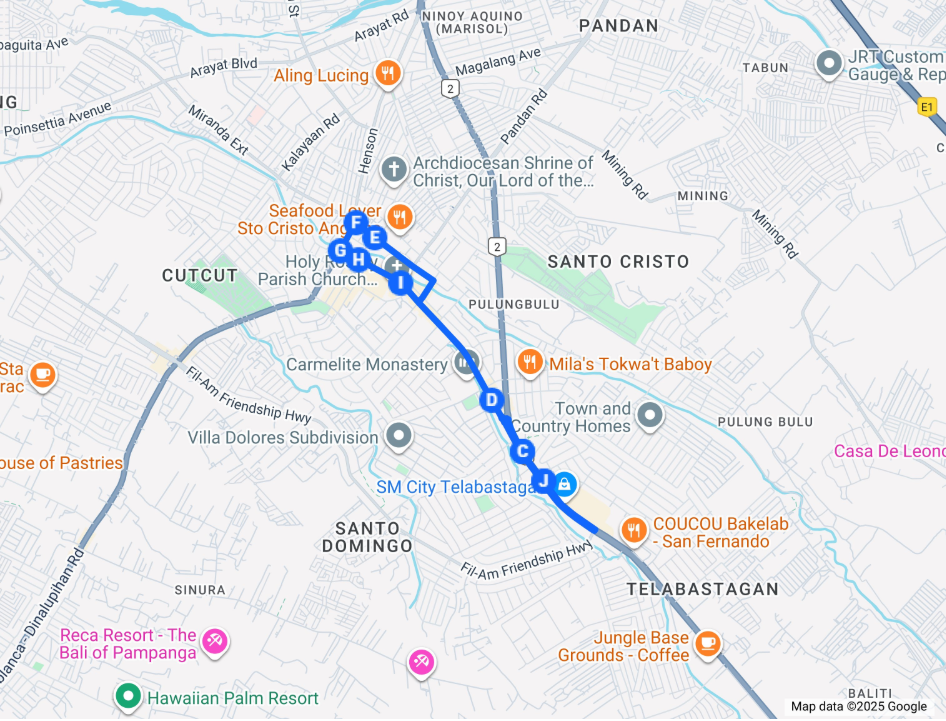 NINOY AQUINO
(MARISOL)
PANDAN
Arayat Rd
Arayat Blvd
Magalang Ave
TABUN
JRT Custom
Gauge & Rep
Aling Lucing
2
E1
Poinsettia Avenue
Miranda Ext
Kalayaan Rd
Henson
Pandan Rd
Mining Rd
MINING
Mining Rd
Archdiocesan Shrine of
Christ, Our Lord of the...
Seafood Lover
Sto Cristo Ang
F
E
G
H
I
2
CUTCUT
Holy Ro
y
Parish Church...
SANTO CRISTO
PULUNGBULU
Carmelite Monastery
Mila's Tokwa't Baboy
Sta
rac
Fil-Am Friendship Hwy
D
Town and
Country Homes
PULUNG BULU
Villa Dolores Subdivision
C
Casa De Leono
ouse of Pastries
J
SM City Telabastaga
SANTO
DOMINGO
COUCOU Bakelab
- San Fernando
Fil-Am Friendship Hwy
TELABASTAGAN
SINURA
- Dinalupihan Rd
Reca Resort - The
Bali of Pampanga
Jungle Base
Grounds - Coffee
Hawaiian Palm Resort
BALITI
Map data ©2025 Google